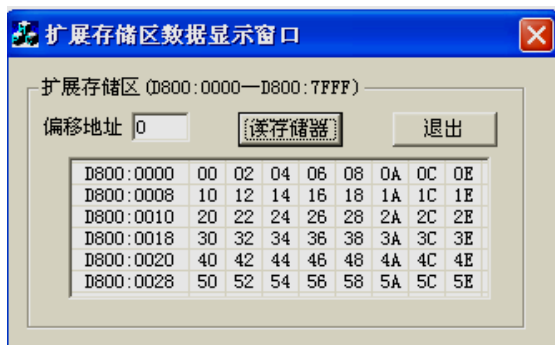 扩展存储区数据显示窗口
扩展存储区(D800:0000—D800:7FFF)
偏移地址 0 读存储器 退出
D800:0000 00 02 04 06 08 0A 0C 0E
D800:0008 10 12 14 16 18 1A 1C 1E
D800:0010 20 22 24 26 28 2A 2C 2E
D800:0018 30 32 34 36 38 3A 3C 3E
D800:0020 40 42 44 46 48 4A 4C 4E
D800:0028 50 52 54 56 58 5A 5C 5E